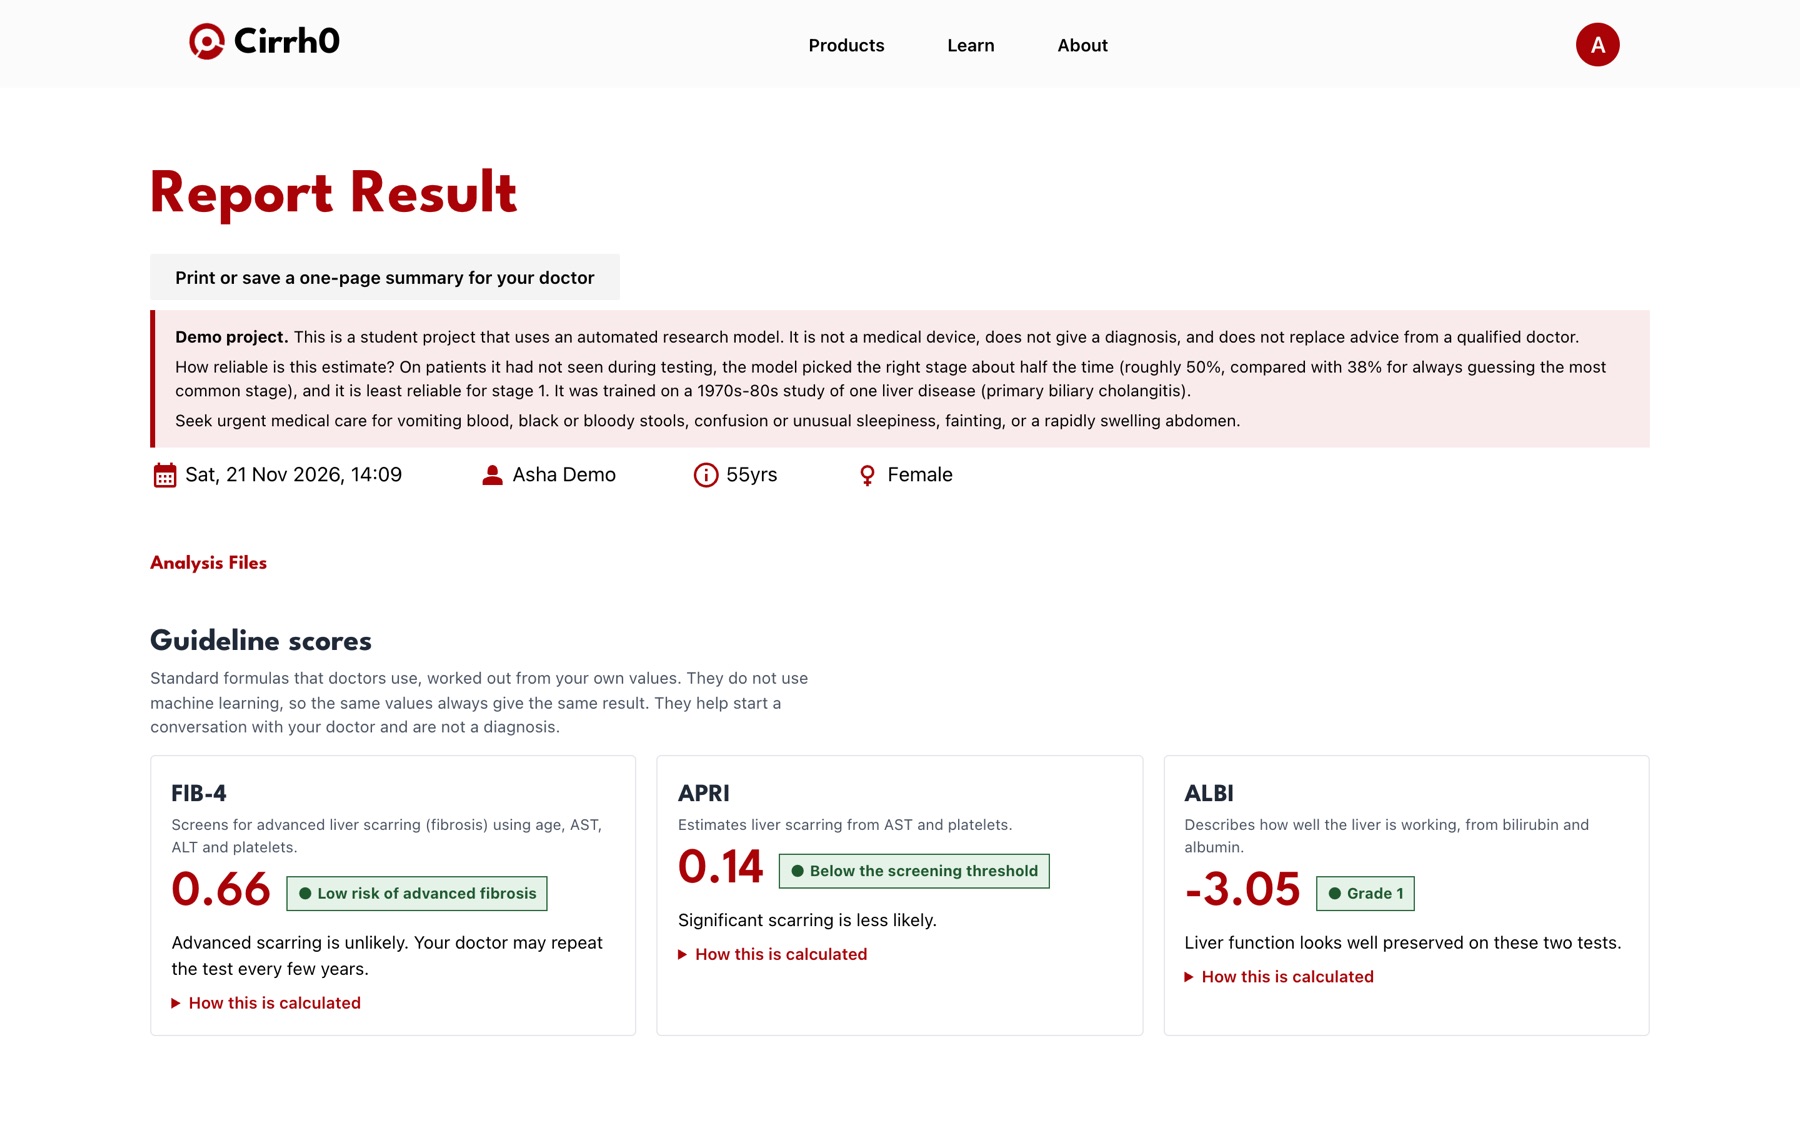 Cirrh0
Products
Learn
About
A
Report Result
Print or save a one-page summary for your doctor
Demo project. This is a student project that uses an automated research model. It is not a medical device, does not give a diagnosis, and does not replace advice from a qualified doctor.
How reliable is this estimate? On patients it had not seen during testing, the model picked the right stage about half the time (roughly 50%, compared with 38% for always guessing the most
common stage), and it is least reliable for stage 1. It was trained on a 1970s-80s study of one liver disease (primary biliary cholangitis).
Seek urgent medical care for vomiting blood, black or bloody stools, confusion or unusual sleepiness, fainting, or a rapidly swelling abdomen.
Sat, 21 Nov 2026, 14:09
Asha Demo
55yrs
Female
Analysis Files
Guideline scores
Standard formulas that doctors use, worked out from your own values. They do not use
machine learning, so the same values always give the same result. They help start a
conversation with your doctor and are not a diagnosis.
FIB-4
Screens for advanced liver scarring (fibrosis) using age, AST,
ALT and platelets.
0.66
Low risk of advanced fibrosis
Advanced scarring is unlikely. Your doctor may repeat
the test every few years.
How this is calculated
APRI
Estimates liver scarring from AST and platelets.
0.14
Below the screening threshold
Significant scarring is less likely.
How this is calculated
ALBI
Describes how well the liver is working, from bilirubin and
albumin.
-3.05
Grade 1
Liver function looks well preserved on these two tests.
How this is calculated